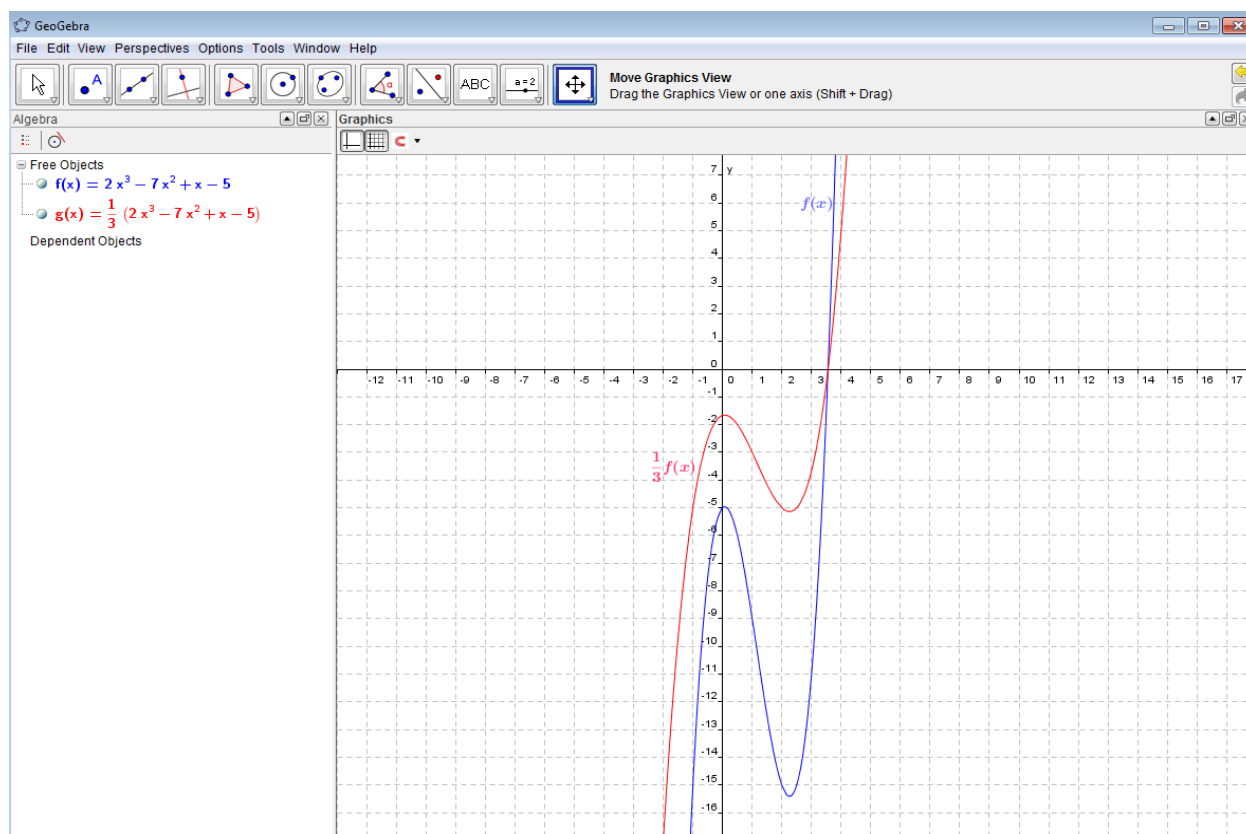 GeoGebra
File Edit View Perspectives Options Tools Window Help
A
α
ABC
a=2
Move Graphics View
Drag the Graphics View or one axis (Shift + Drag)
Algebra
Graphics
Free Objects
f(x) = 2 x³ − 7 x² + x − 5
g(x) = 1/3 (2 x³ − 7 x² + x − 5)
Dependent Objects
y
7
6
5
4
3
2
1
0
-1
-2
-3
-4
-5
-6
-7
-8
-9
-10
-11
-12
-13
-14
-15
-16
-12 -11 -10 -9 -8 -7 -6 -5 -4 -3 -2 -1 0 1 2 3 4 5 6 7 8 9 10 11 12 13 14 15 16 17
f(x)
1/3 f(x)